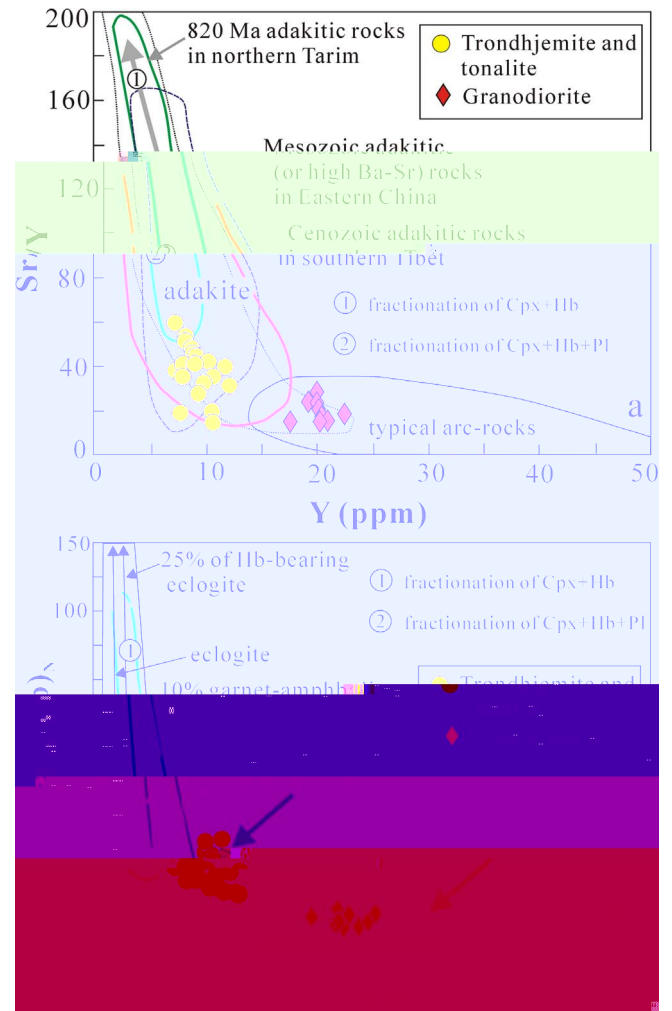 200
820 Ma adakitic rocks
in northern Tarim
Trondhjemite and
tonalite
Granodiorite
①
160
Mesozoic adakitic
(or high Ba-Sr) rocks
in Eastern China
120
Cenozoic adakitic rocks
in southern Tibet
②
Sr/Y
80
adakite
① fractionation of Cpx+Hb
② fractionation of Cpx+Hb+Pl
40
a
typical arc-rocks
0
0 10 20 30 40 50
Y (ppm)
150
25% of Hb-bearing
eclogite
① fractionation of Cpx+Hb
② fractionation of Cpx+Hb+Pl
100
①
eclogite
10% garnet-amphb
Trondhjemite and